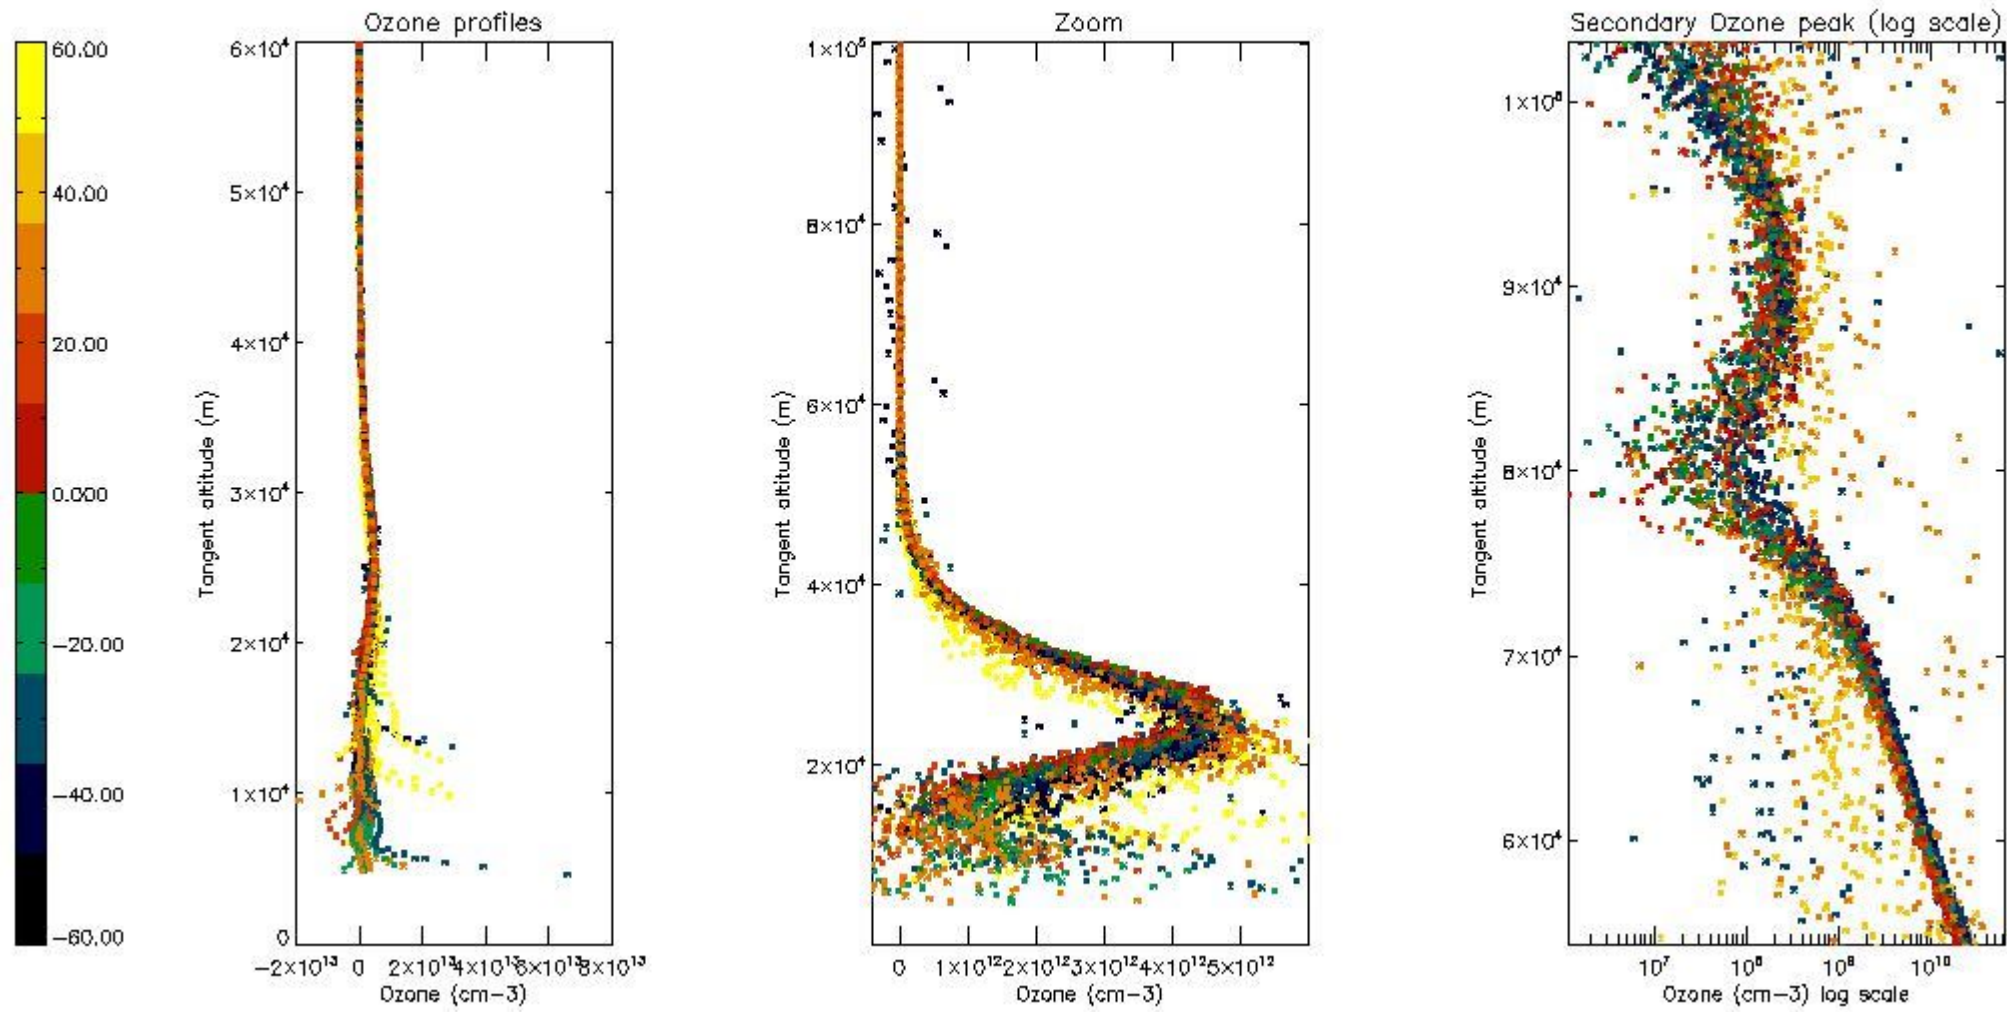 Ozone profiles
Zoom
Secondary Ozone peak (log scale)
60.00
40.00
20.00
0.000
−20.00
−40.00
−60.00
6×10⁴
5×10⁴
4×10⁴
3×10⁴
2×10⁴
1×10⁴
0
Tangent altitude (m)
−2×10¹³ 0 2×10¹³ 4×10¹³ 6×10¹³ 8×10¹³
Ozone (cm−3)
1×10⁵
8×10⁴
6×10⁴
4×10⁴
2×10⁴
Tangent altitude (m)
0 1×10¹² 2×10¹² 3×10¹² 4×10¹² 5×10¹²
Ozone (cm−3)
1×10⁵
9×10⁴
8×10⁴
7×10⁴
6×10⁴
Tangent altitude (m)
10⁷ 10⁸ 10⁹ 10¹⁰
Ozone (cm−3) log scale